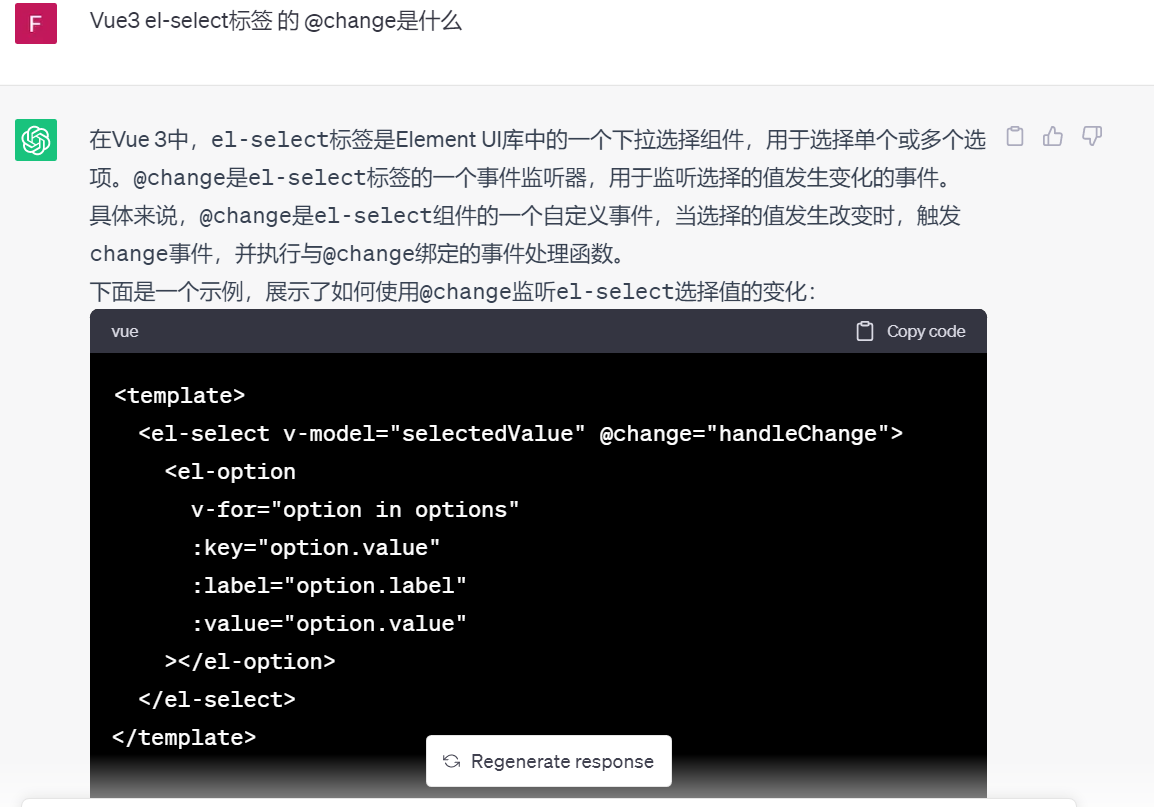 F
Vue3 el-select标签 的 @change是什么
在Vue 3中，el-select标签是Element UI库中的一个下拉选择组件，用于选择单个或多个选
项。@change是el-select标签的一个事件监听器，用于监听选择的值发生变化的事件。
具体来说，@change是el-select组件的一个自定义事件，当选择的值发生改变时，触发
change事件，并执行与@change绑定的事件处理函数。
下面是一个示例，展示了如何使用@change监听el-select选择值的变化：
vue Copy code
<template>
  <el-select v-model="selectedValue" @change="handleChange">
    <el-option
      v-for="option in options"
      :key="option.value"
      :label="option.label"
      :value="option.value"
    ></el-option>
  </el-select>
</template>
Regenerate response